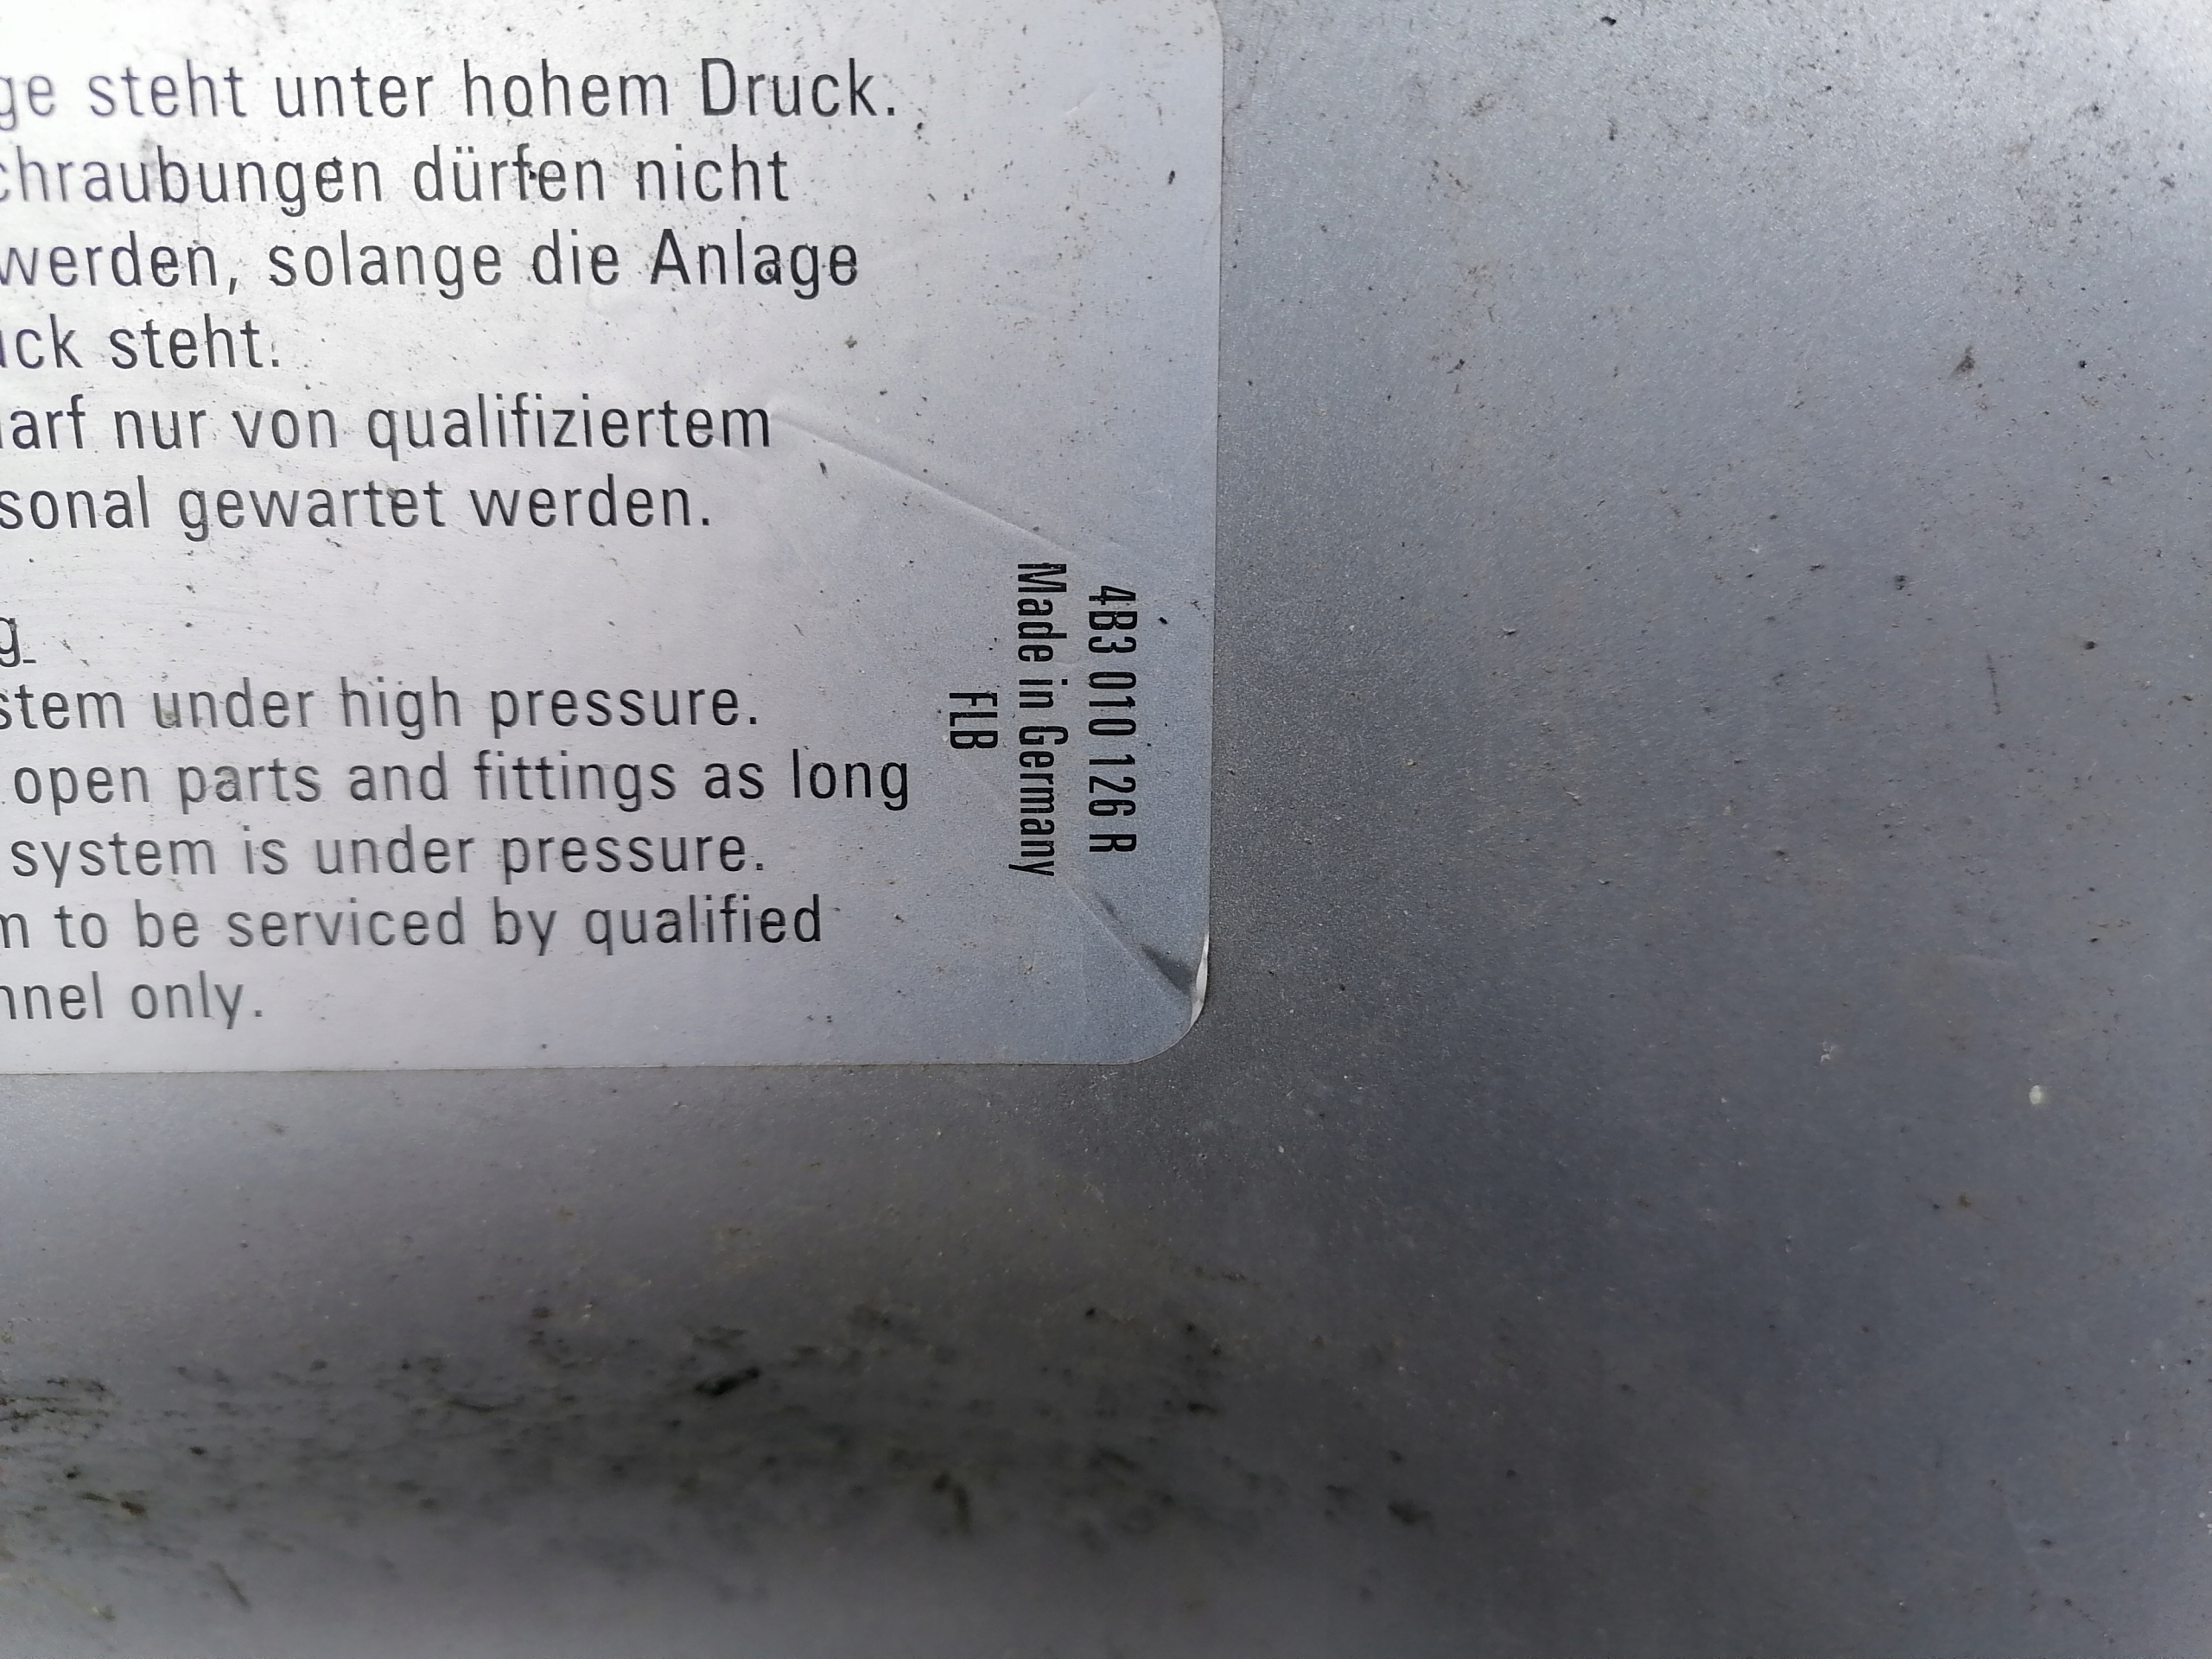 ge steht unter hohem Druck.
chraubungen dürfen nicht
werden, solange die Anlage
uck steht.
arf nur von qualifiziertem
sonal gewartet werden.
g
stem under high pressure.
open parts and fittings as long
system is under pressure.
m to be serviced by qualified
nnel only.
4B3 010 126 R
Made in Germany
FLB